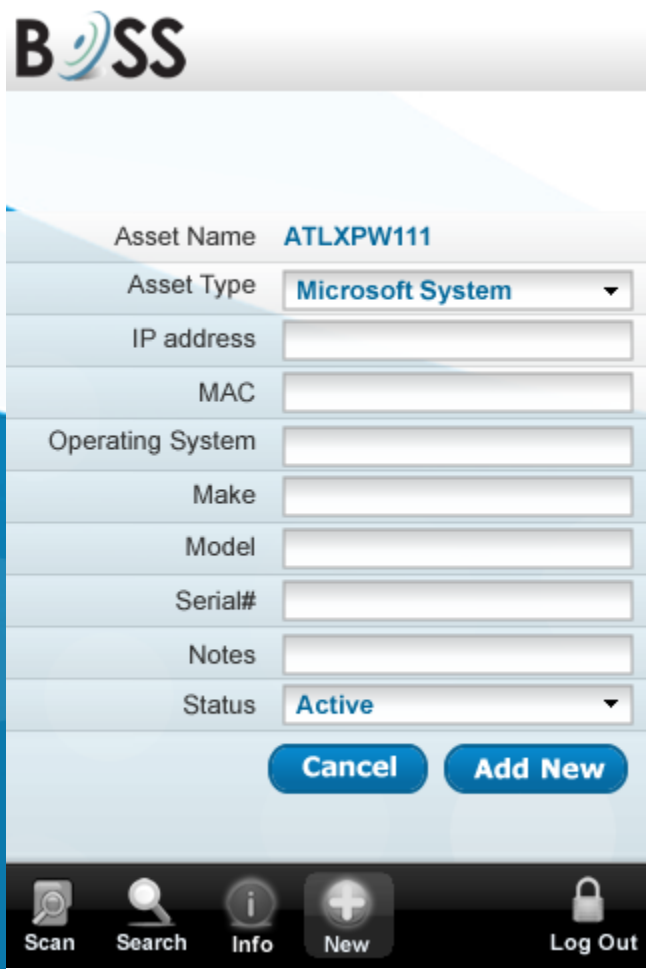 BOSS
Asset Name ATLXPW111
Asset Type Microsoft System
IP address
MAC
Operating System
Make
Model
Serial#
Notes
Status Active
Cancel Add New
Scan Search Info New Log Out